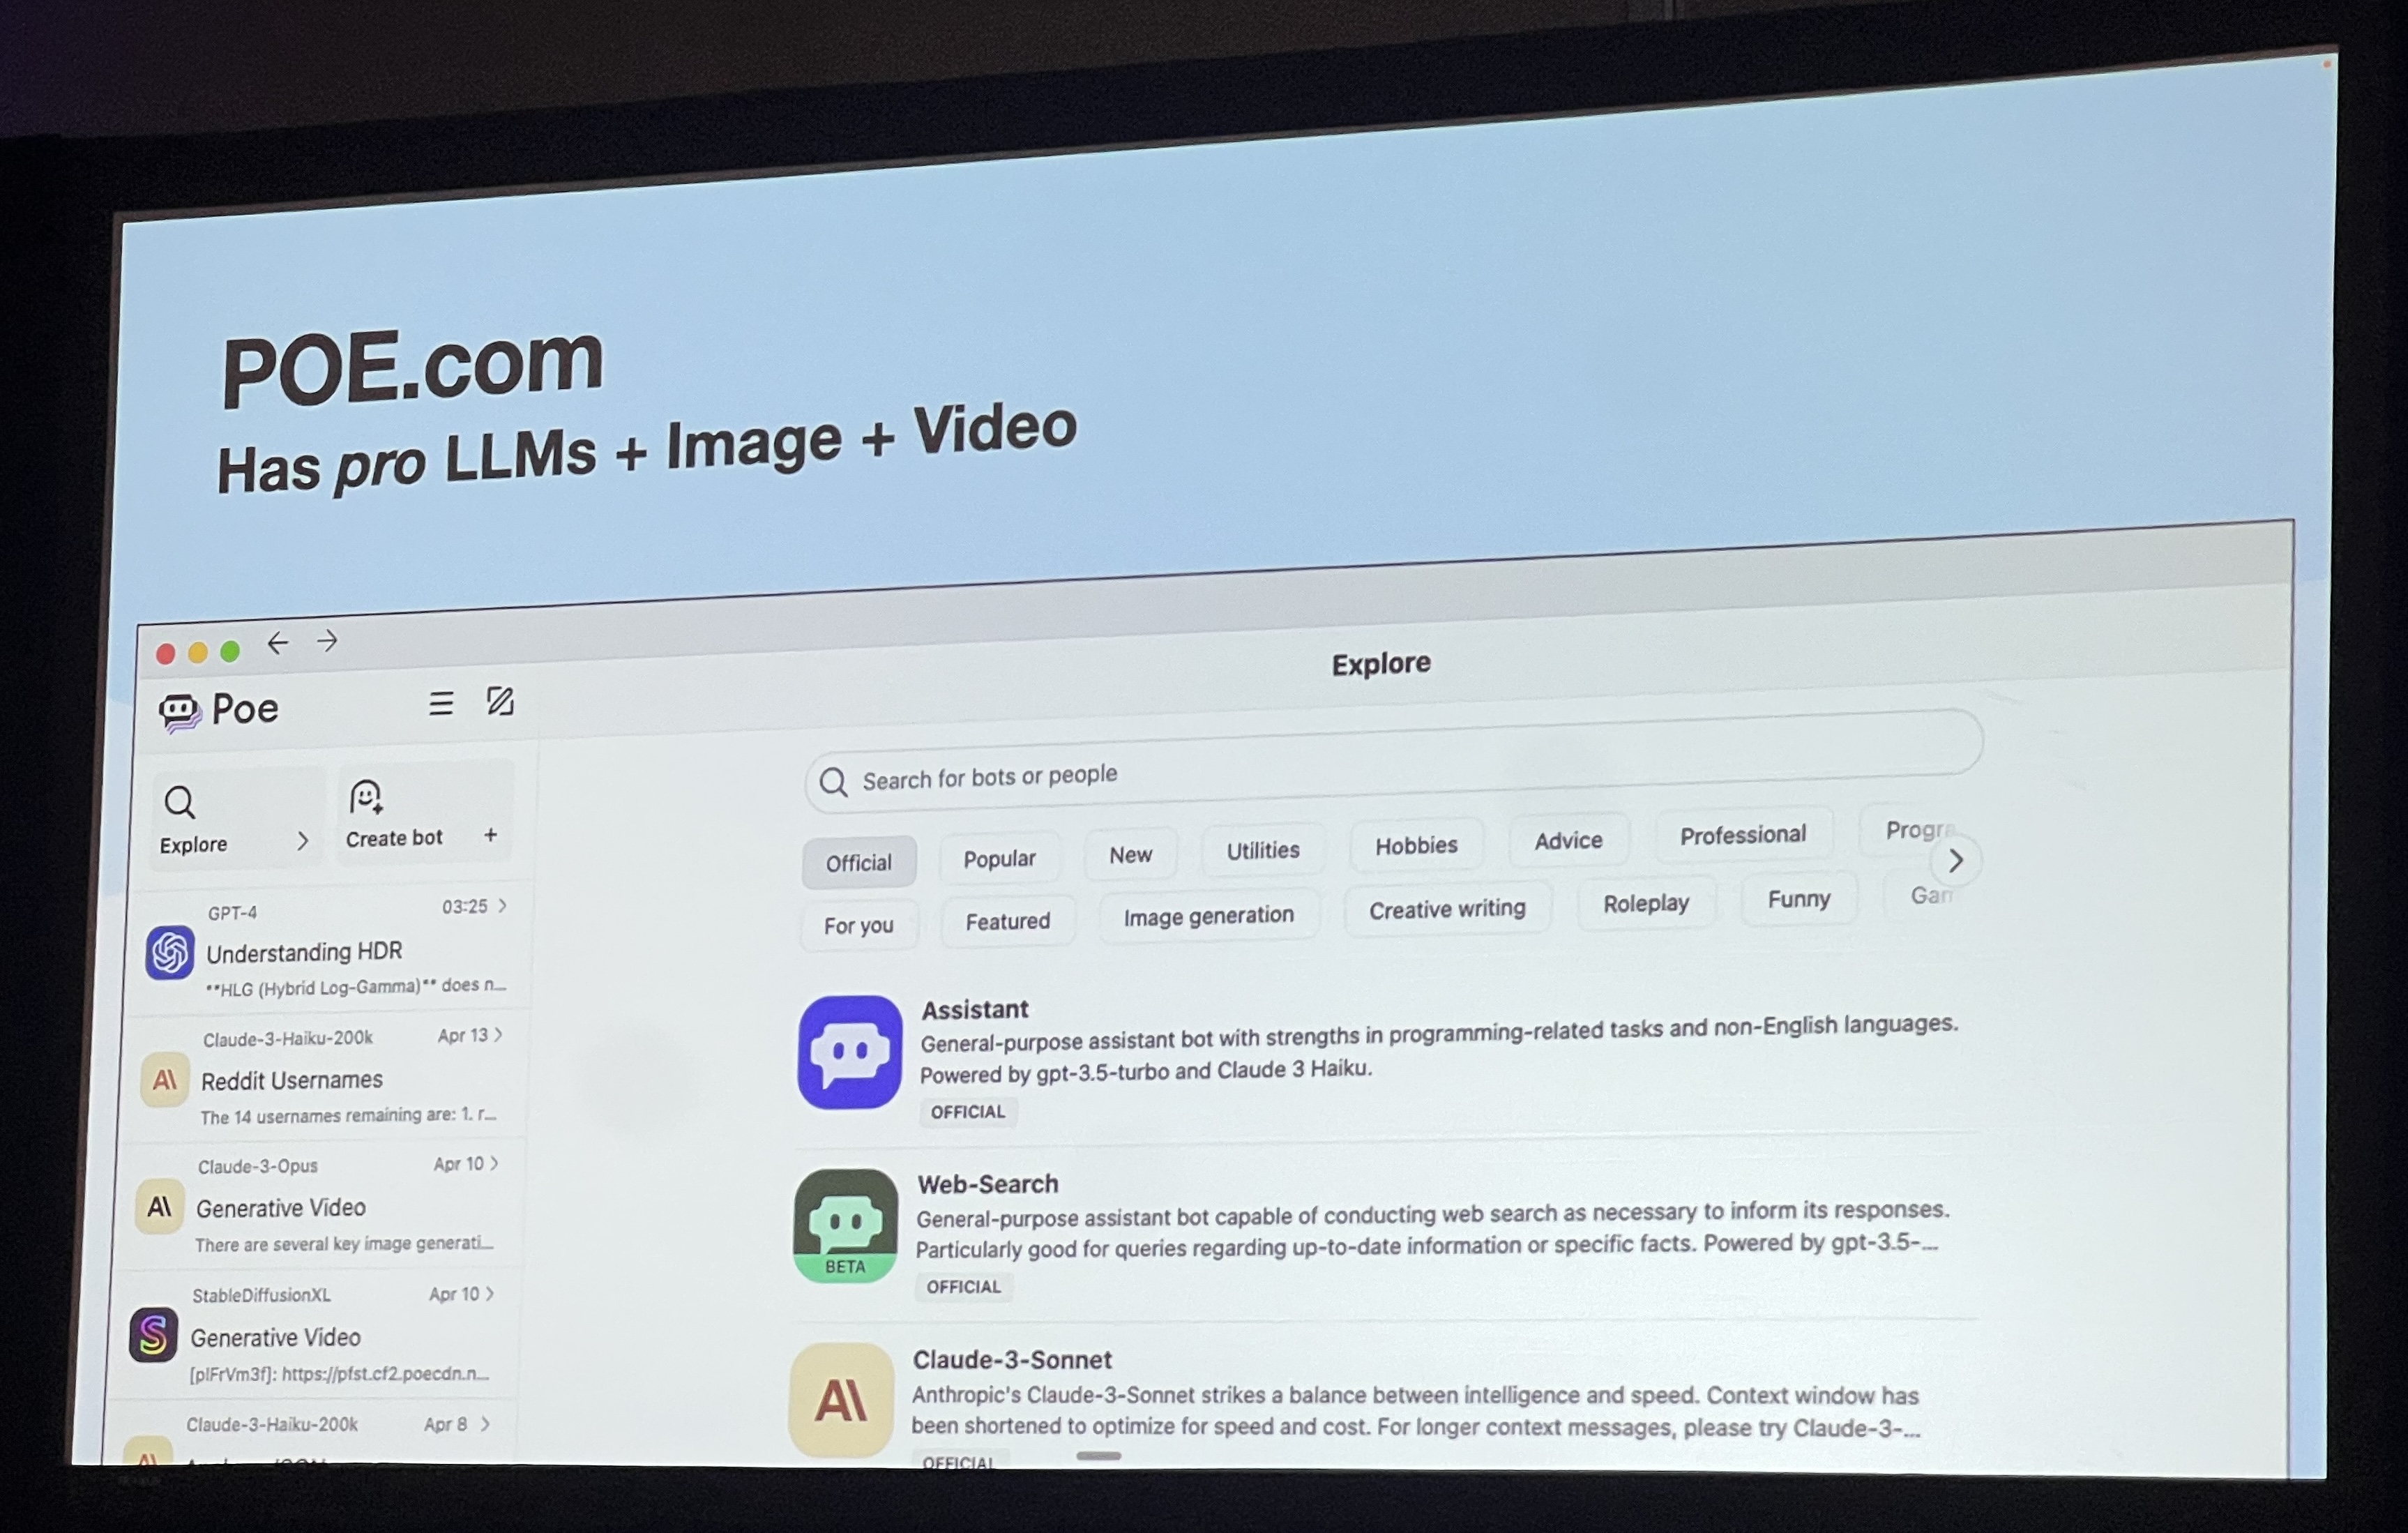 POE.com
Has pro LLMs + Image + Video
Poe
Explore
Explore
Create bot +
GPT-4 03:25
Understanding HDR
**HLG (Hybrid Log-Gamma)** does n...
Claude-3-Haiku-200k Apr 13
Reddit Usernames
The 14 usernames remaining are: 1. r...
Claude-3-Opus Apr 10
Generative Video
There are several key image generati...
StableDiffusionXL Apr 10
Generative Video
[plFrVm3f]: https://pfst.cf2.poecdn.n...
Claude-3-Haiku-200k Apr 8
Search for bots or people
Official Popular New Utilities Hobbies Advice Professional Progra
For you Featured Image generation Creative writing Roleplay Funny Gam
Assistant
General-purpose assistant bot with strengths in programming-related tasks and non-English languages.
Powered by gpt-3.5-turbo and Claude 3 Haiku.
OFFICIAL
Web-Search
General-purpose assistant bot capable of conducting web search as necessary to inform its responses.
Particularly good for queries regarding up-to-date information or specific facts. Powered by gpt-3.5-...
BETA
OFFICIAL
Claude-3-Sonnet
Anthropic's Claude-3-Sonnet strikes a balance between intelligence and speed. Context window has
been shortened to optimize for speed and cost. For longer context messages, please try Claude-3-...
OFFICIAL